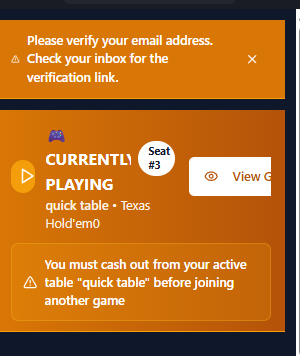 Please verify your email address.
Check your inbox for the
verification link.
CURRENTLY
PLAYING
Seat
#3
View G
quick table • Texas
Hold'em0
You must cash out from your active
table "quick table" before joining
another game